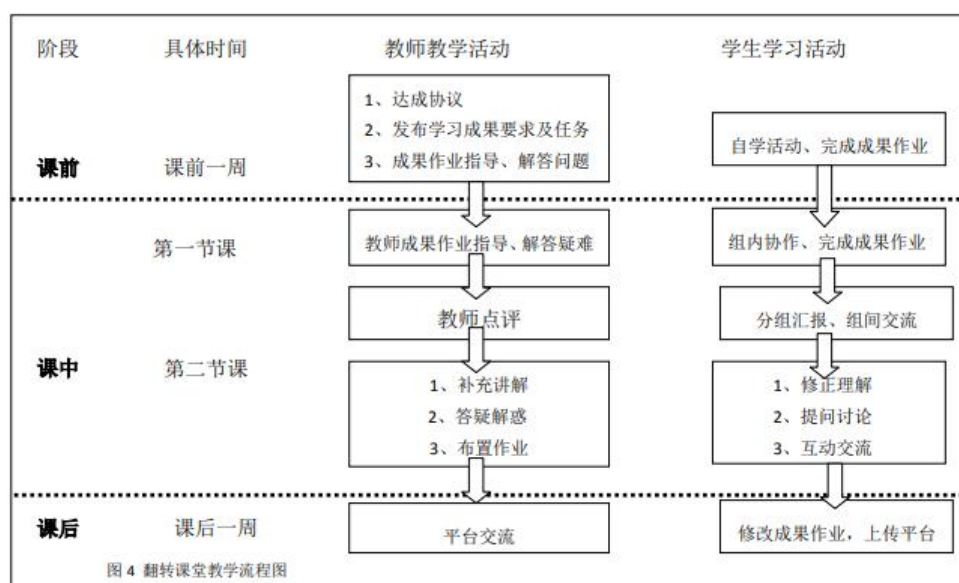 阶段 具体时间 教师教学活动 学生学习活动
1、达成协议
2、发布学习成果要求及任务
3、成果作业指导、解答问题
自学活动、完成成果作业
课前 课前一周
第一节课 教师成果作业指导、解答疑难 组内协作、完成成果作业
教师点评 分组汇报、组间交流
课中 第二节课
1、补充讲解
2、答疑解惑
3、布置作业
1、修正理解
2、提问讨论
3、互动交流
课后 课后一周 平台交流 修改成果作业，上传平台
图 4 翻转课堂教学流程图